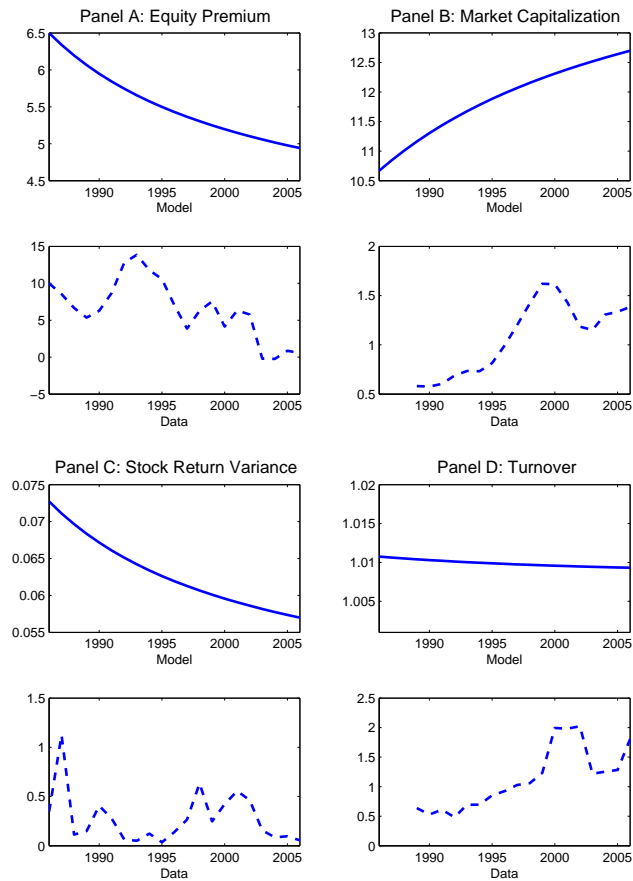 Panel A: Equity Premium
6.5
6
5.5
5
4.5
1990 1995 2000 2005
Model
15
10
5
0
−5
1990 1995 2000 2005
Data
Panel B: Market Capitalization
13
12.5
12
11.5
11
10.5
1990 1995 2000 2005
Model
2
1.5
1
0.5
1990 1995 2000 2005
Data
Panel C: Stock Return Variance
0.075
0.07
0.065
0.06
0.055
1990 1995 2000 2005
Model
1.5
1
0.5
0
1990 1995 2000 2005
Data
Panel D: Turnover
1.02
1.015
1.01
1.005
1990 1995 2000 2005
Model
2.5
2
1.5
1
0.5
0
1990 1995 2000 2005
Data